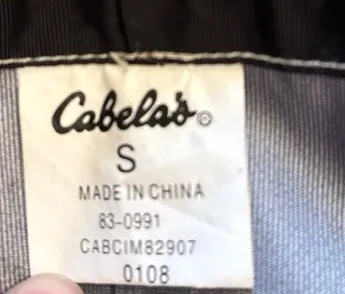 Cabela's©
S
MADE IN CHINA
83-0991
CABCIM82907
0108